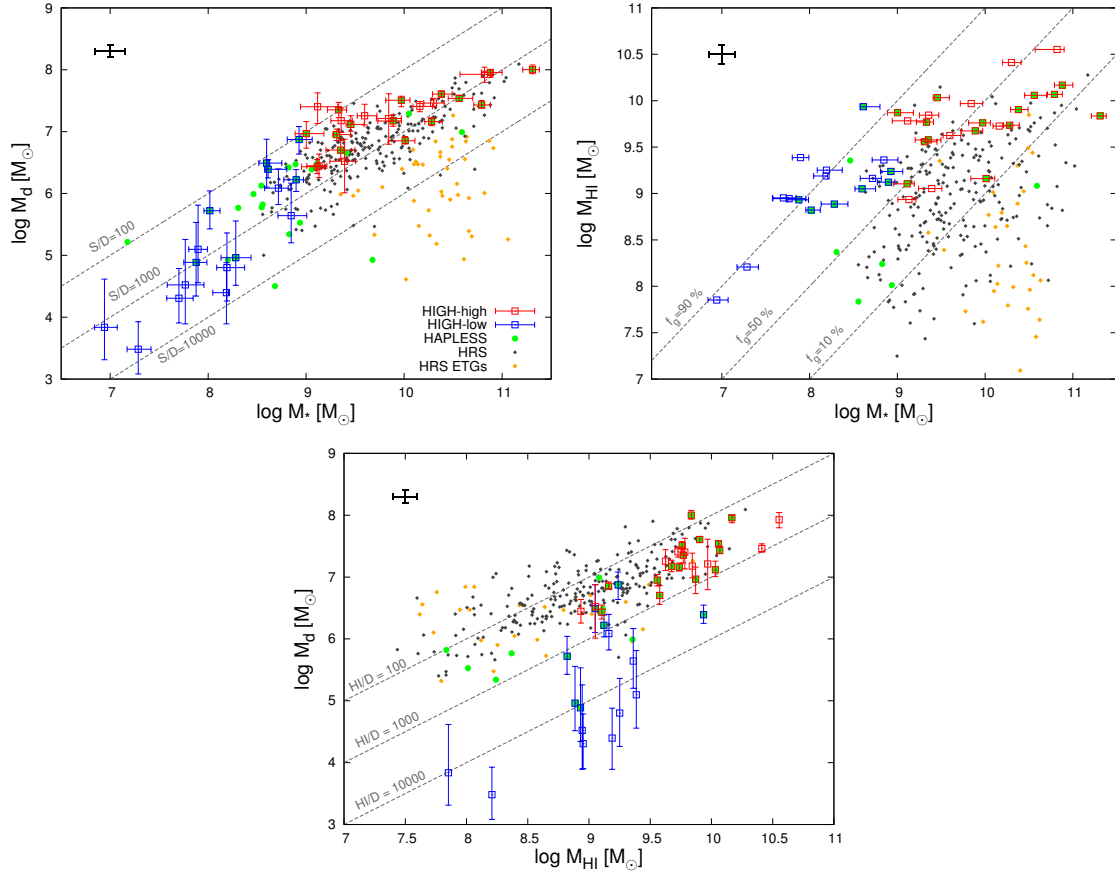 9
8
7
6
5
4
3
7
8
9
10
11
log M_d [M_⊙]
log M_* [M_⊙]
S/D=100
S/D=1000
S/D=10000
HIGH-high
HIGH-low
HAPLESS
HRS
HRS ETGs
11
10.5
10
9.5
9
8.5
8
7.5
7
7
8
9
10
11
log M_HI [M_⊙]
log M_* [M_⊙]
f_g=90 %
f_g=50 %
f_g=10 %
9
8
7
6
5
4
3
7
7.5
8
8.5
9
9.5
10
10.5
11
log M_d [M_⊙]
log M_HI [M_⊙]
HI/D = 100
HI/D = 1000
HI/D = 10000